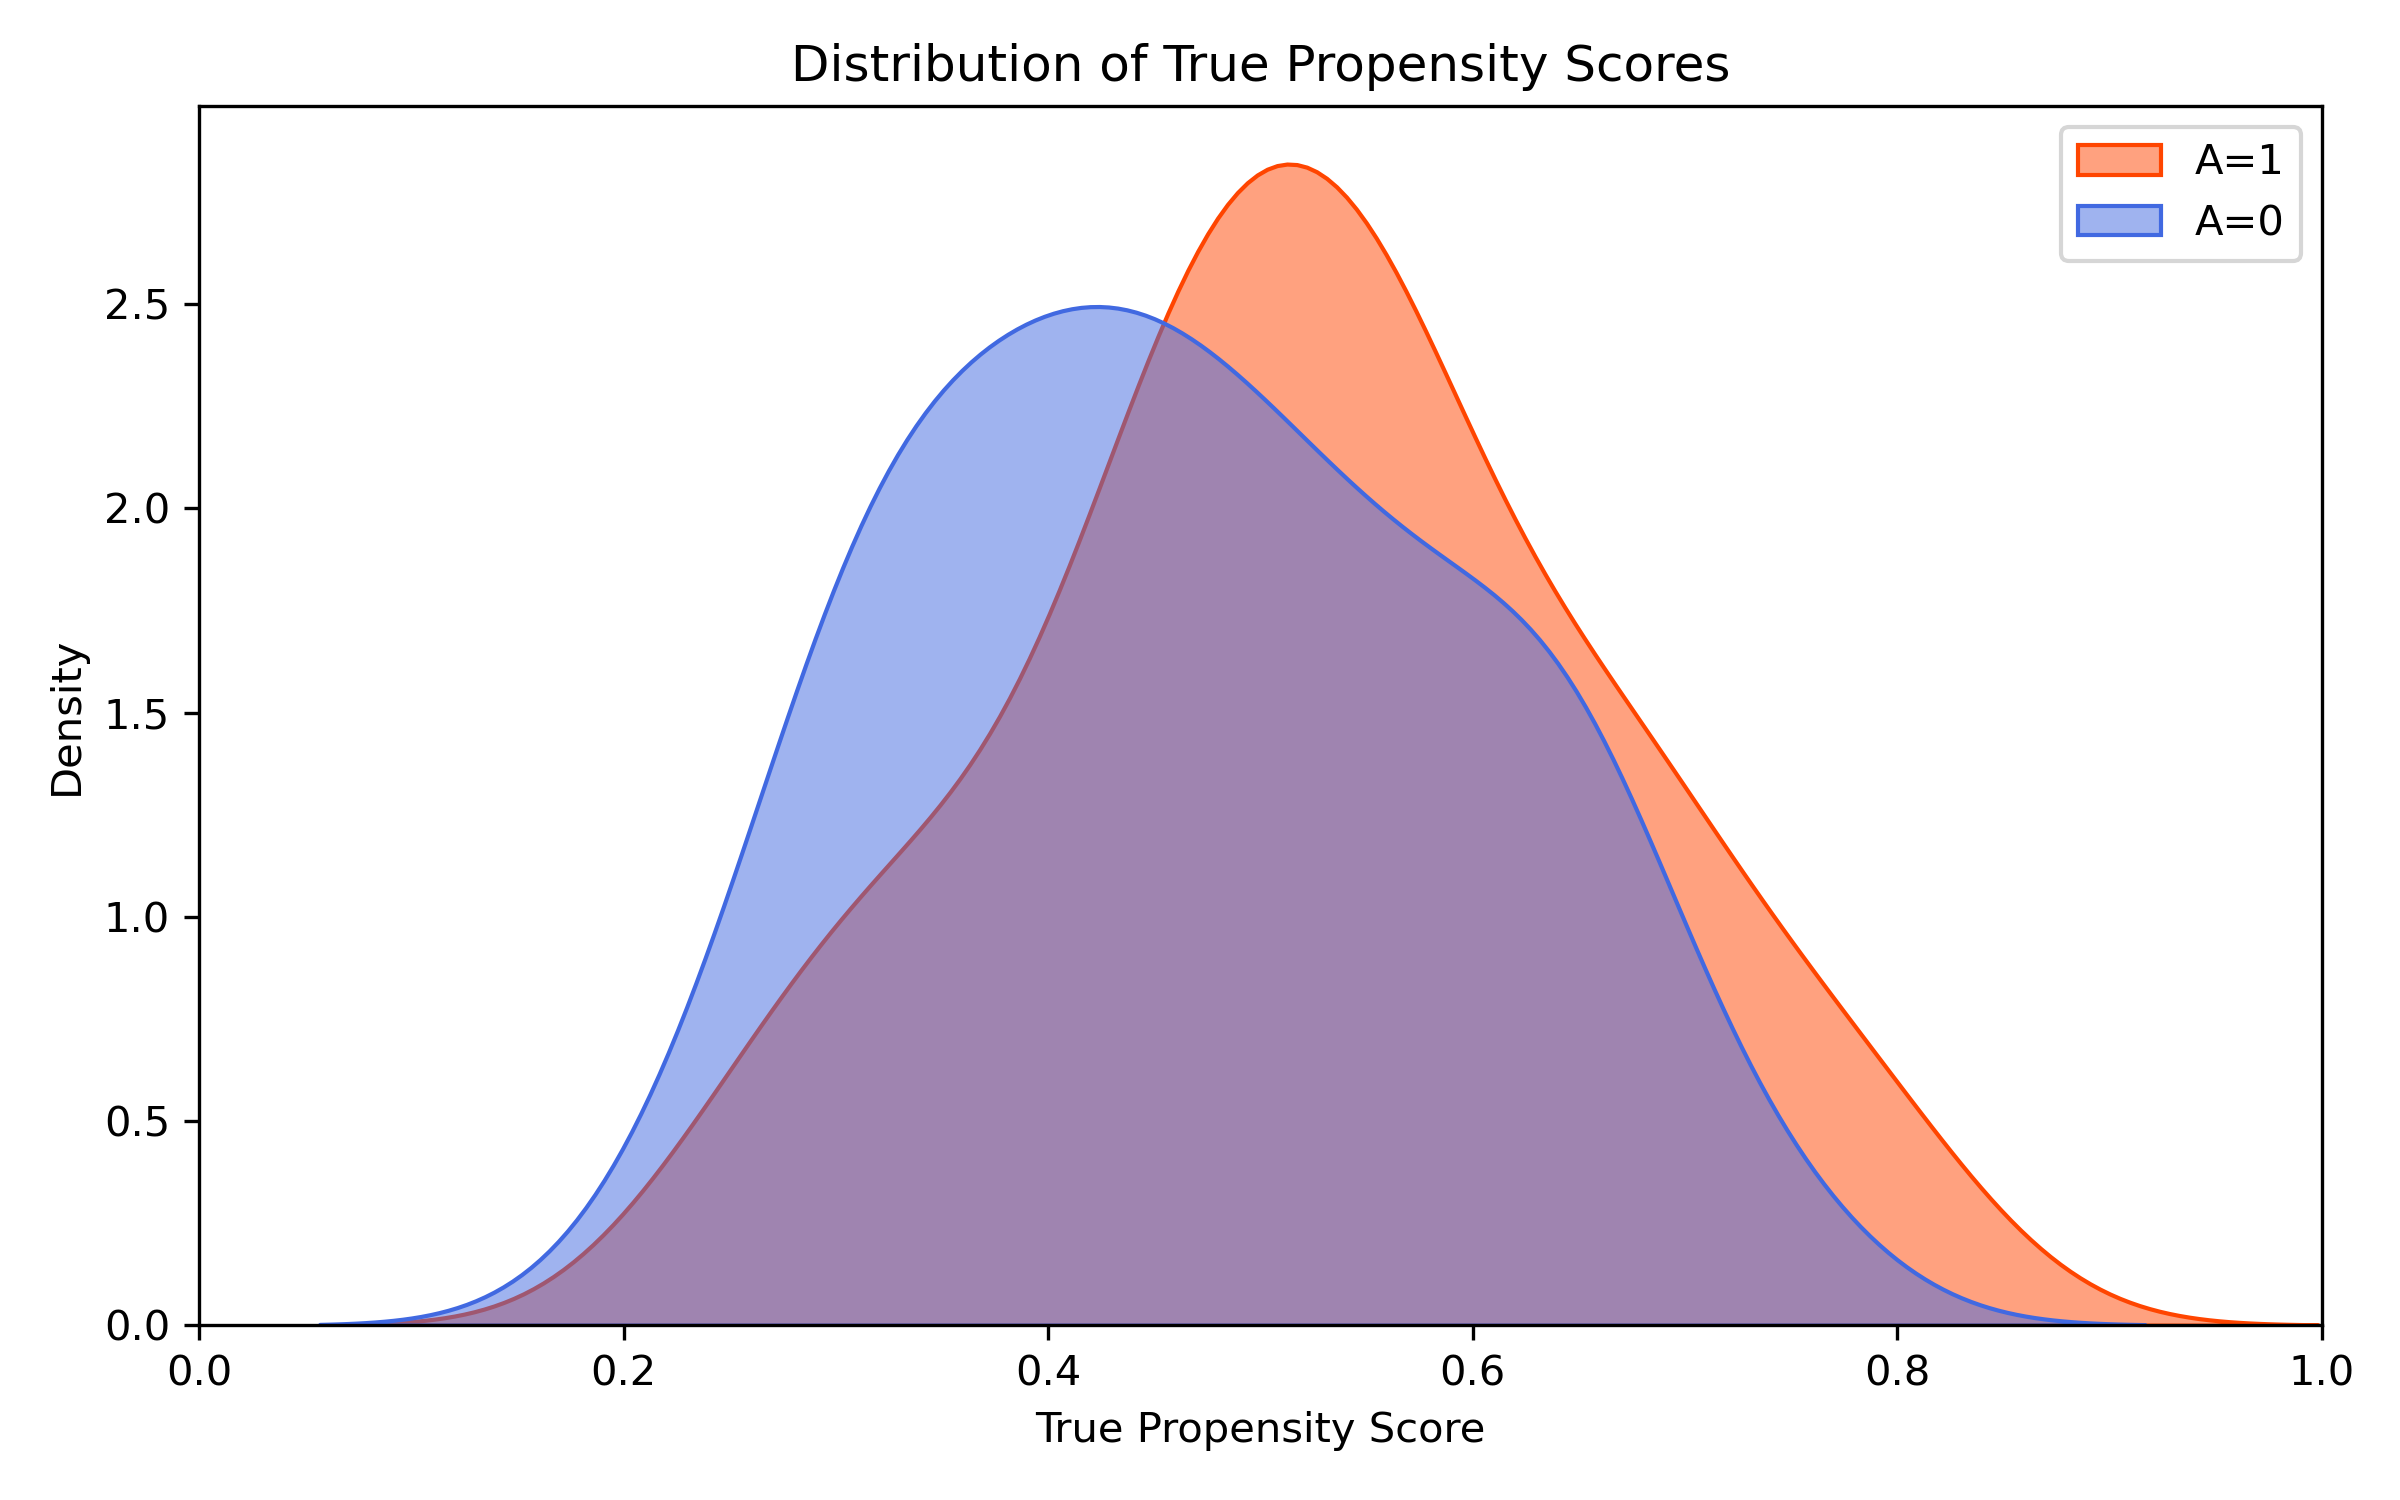 Distribution of True Propensity Scores
A=1
A=0
Density
2.5
2.0
1.5
1.0
0.5
0.0
0.0 0.2 0.4 0.6 0.8 1.0
True Propensity Score